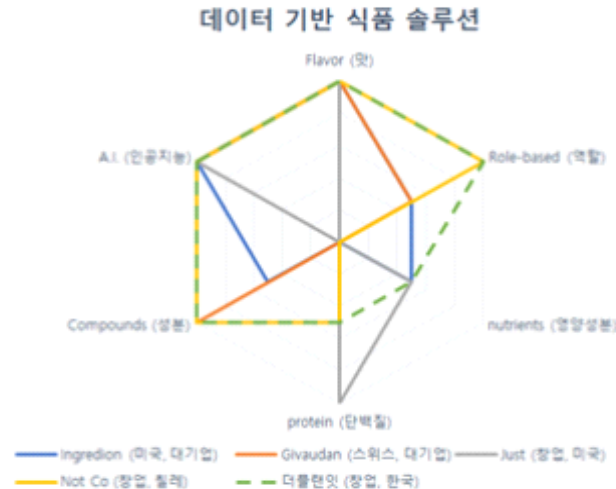 데이터 기반 식품 솔루션
Flavor (맛)
A.I. (인공지능)
Role-based (역할)
Compounds (성분)
nutrients (영양성분)
protein (단백질)
Ingredion (미국, 대기업)
Givaudan (스위스, 대기업)
Just (창업, 미국)
Not Co (창업, 칠레)
더플랜잇 (창업, 한국)